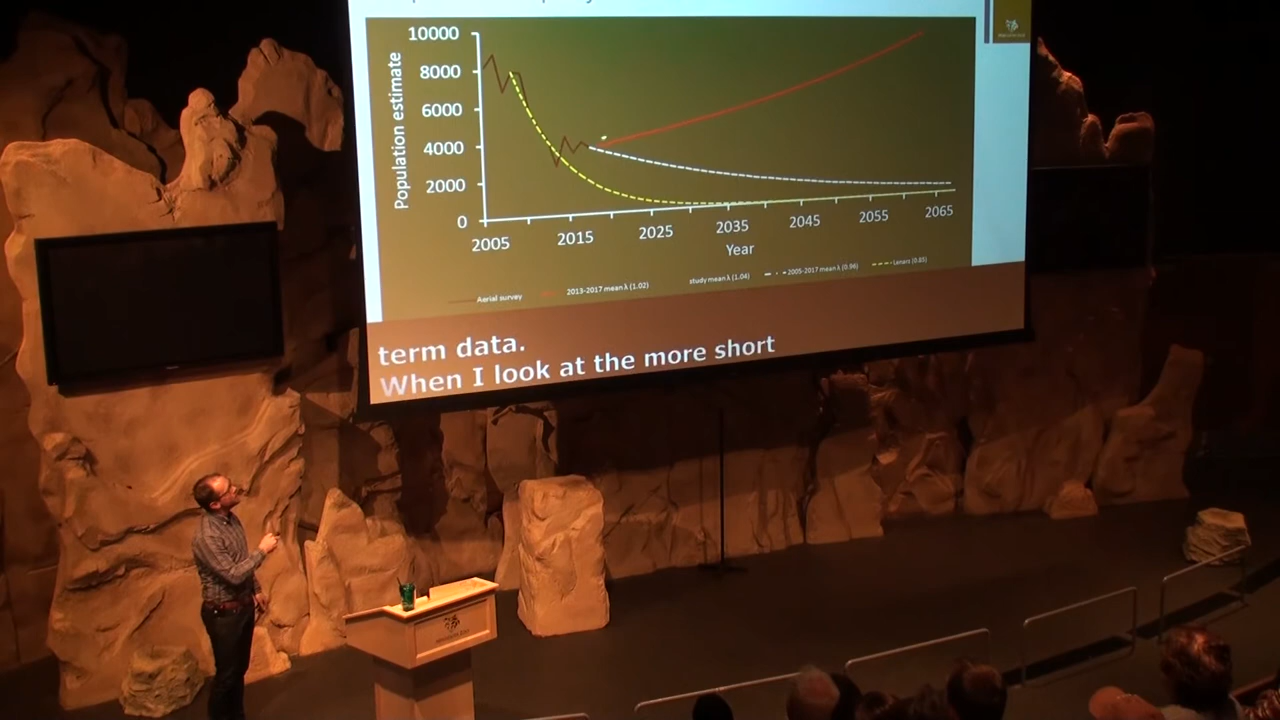 10000
8000
6000
4000
2000
0
Population estimate
2005 2015 2025 2035 2045 2055 2065
Year
Aerial survey 2013-2017 mean λ (1.02) study mean λ (1.04) 2005-2017 mean λ (0.96) Lenarz (0.85)
term data.
When I look at the more short